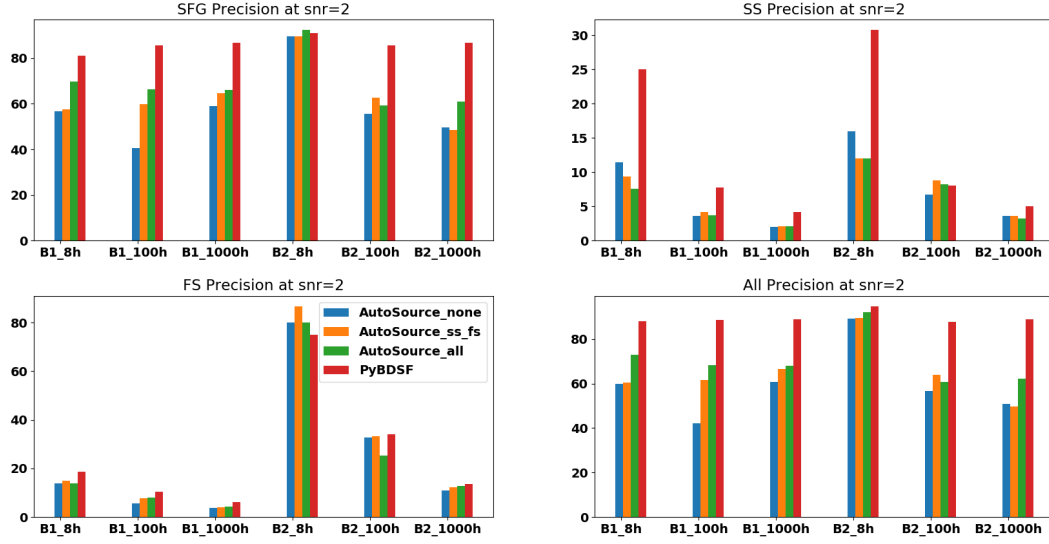 SFG Precision at snr=2
80
60
40
20
0
B1_8h B1_100h B1_1000h B2_8h B2_100h B2_1000h
SS Precision at snr=2
30
25
20
15
10
5
0
B1_8h B1_100h B1_1000h B2_8h B2_100h B2_1000h
FS Precision at snr=2
80
60
40
20
0
B1_8h B1_100h B1_1000h B2_8h B2_100h B2_1000h
AutoSource_none
AutoSource_ss_fs
AutoSource_all
PyBDSF
All Precision at snr=2
80
60
40
20
0
B1_8h B1_100h B1_1000h B2_8h B2_100h B2_1000h